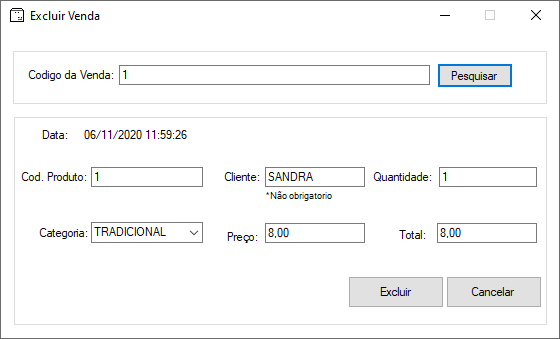 Excluir Venda
Codigo da Venda: 1 Pesquisar
Data: 06/11/2020 11:59:26
Cod. Produto: 1 Cliente: SANDRA Quantidade: 1
*Não obrigatorio
Categoria: TRADICIONAL Preço: 8,00 Total: 8,00
Excluir Cancelar